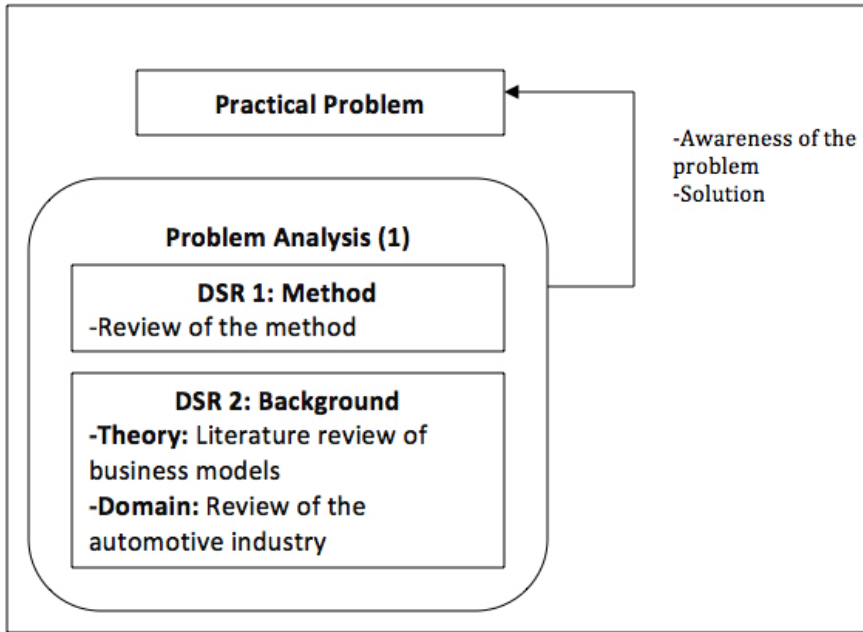 Practical Problem
-Awareness of the
problem
-Solution
Problem Analysis (1)
DSR 1: Method
-Review of the method
DSR 2: Background
-Theory: Literature review of
business models
-Domain: Review of the
automotive industry